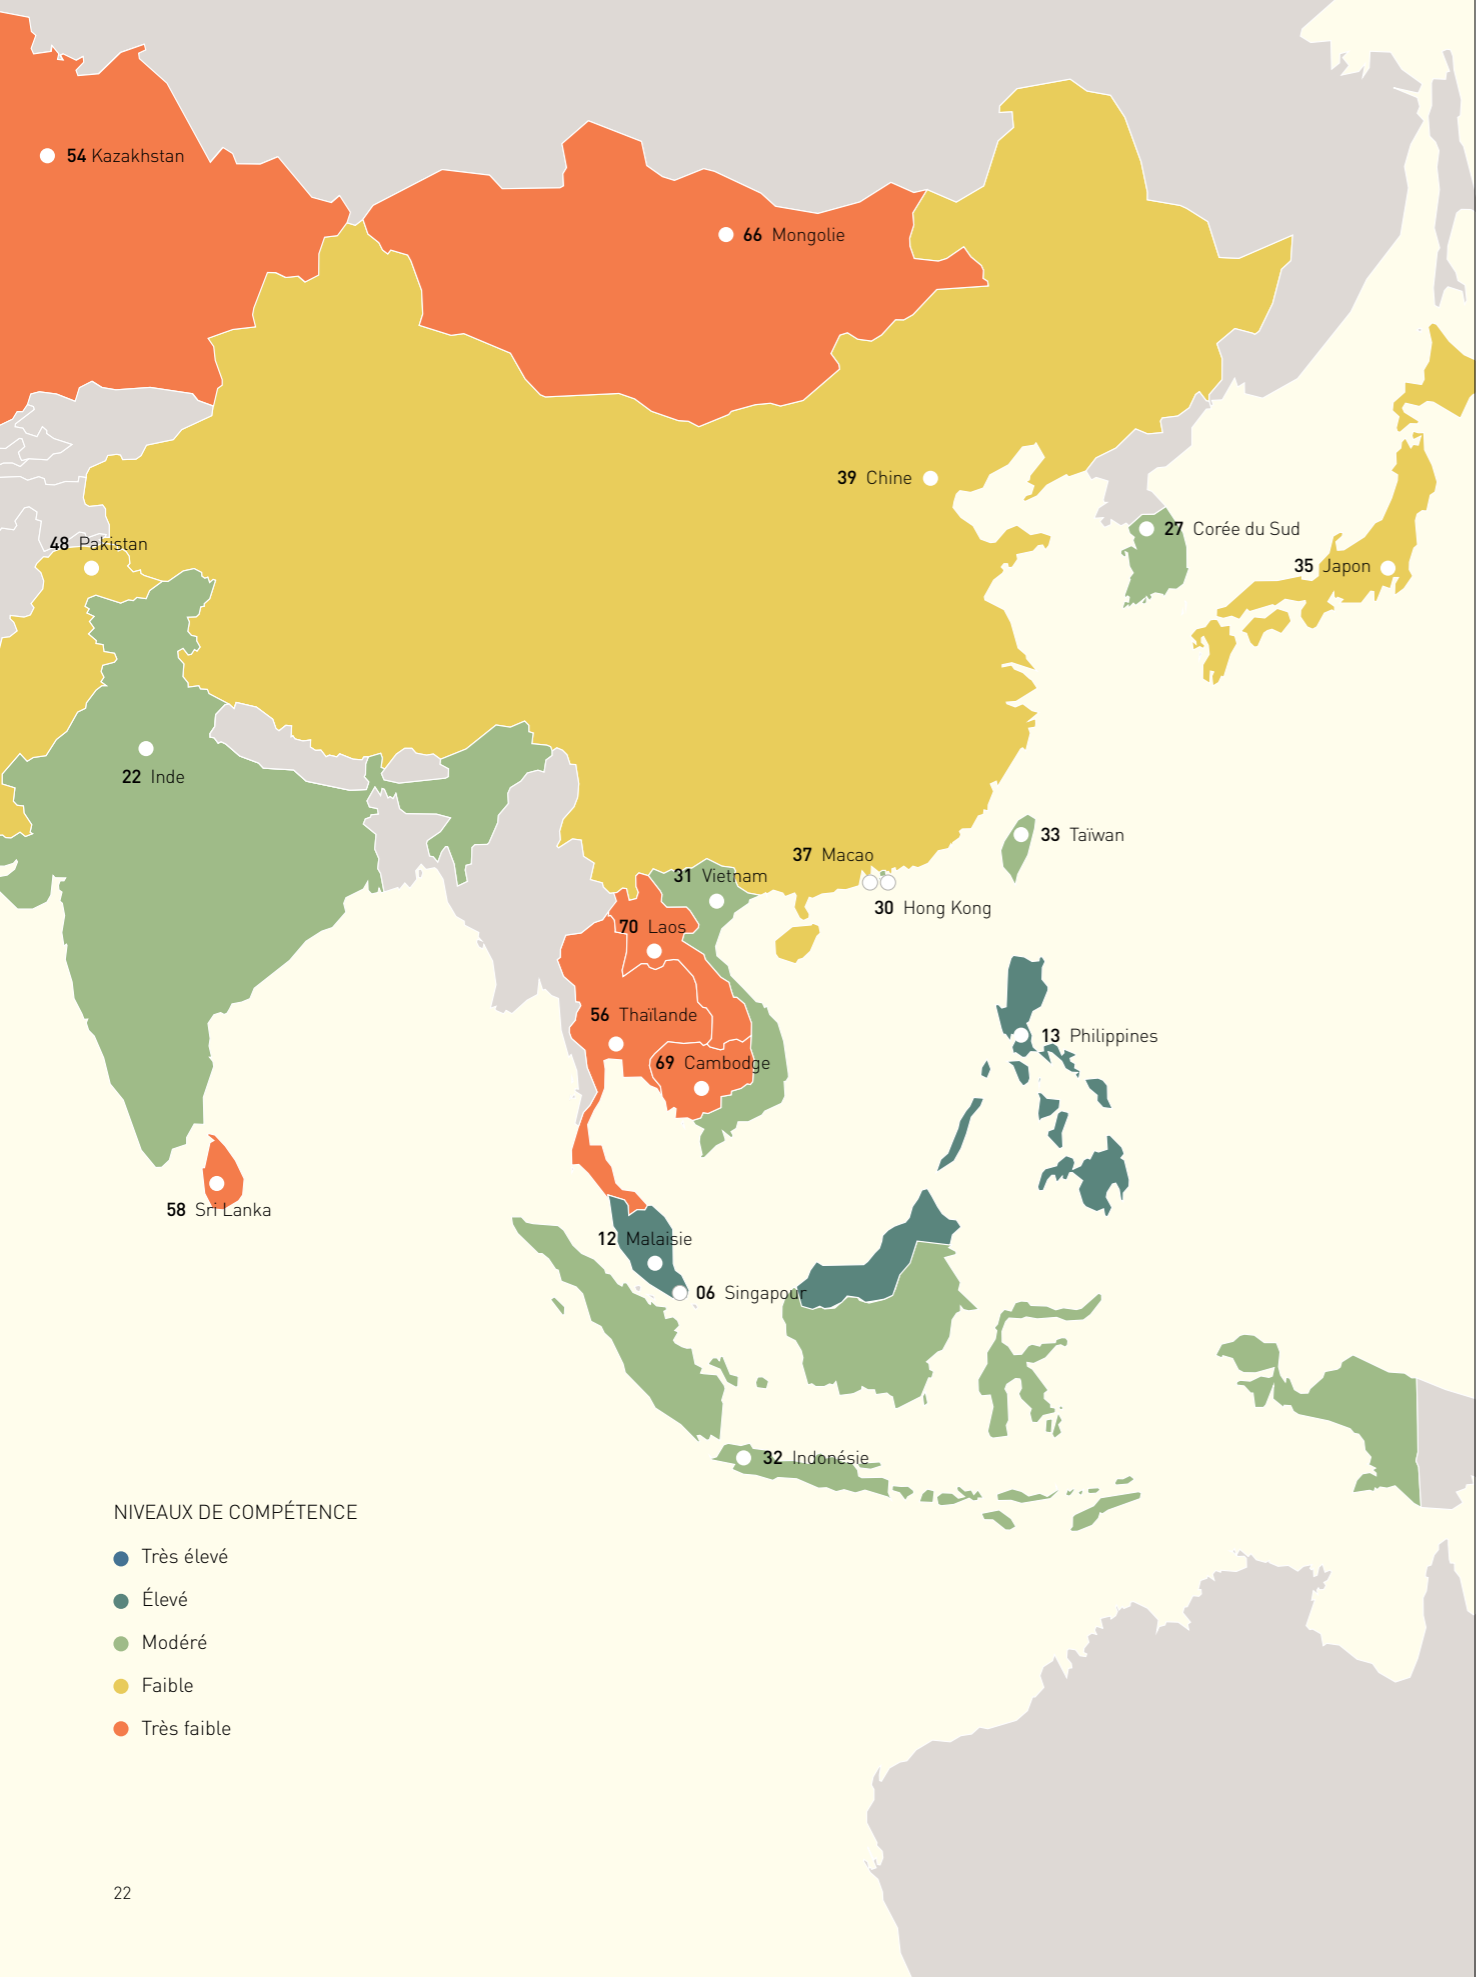 54 Kazakhstan
66 Mongolie
39 Chine
27 Corée du Sud
48 Pakistan
35 Japon
22 Inde
33 Taïwan
37 Macao
31 Vietnam
30 Hong Kong
70 Laos
56 Thaïlande
13 Philippines
69 Cambodge
58 Sri Lanka
12 Malaisie
06 Singapour
32 Indonésie
NIVEAUX DE COMPÉTENCE
Très élevé
Élevé
Modéré
Faible
Très faible
22